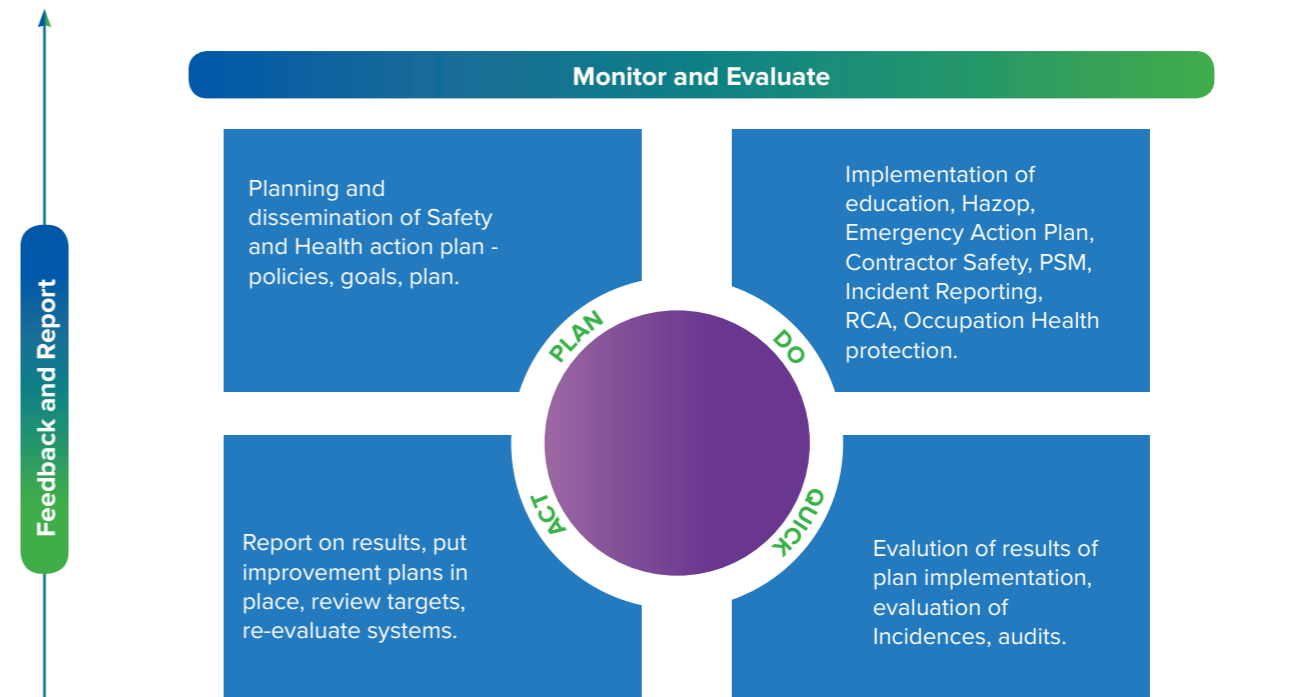 Monitor and Evaluate
Feedback and Report
Planning and
dissemination of Safety
and Health action plan -
policies, goals, plan.
Implementation of
education, Hazop,
Emergency Action Plan,
Contractor Safety, PSM,
Incident Reporting,
RCA, Occupation Health
protection.
PLAN
DO
ACT
QUICK
Report on results, put
improvement plans in
place, review targets,
re-evaluate systems.
Evalution of results of
plan implementation,
evaluation of
Incidences, audits.